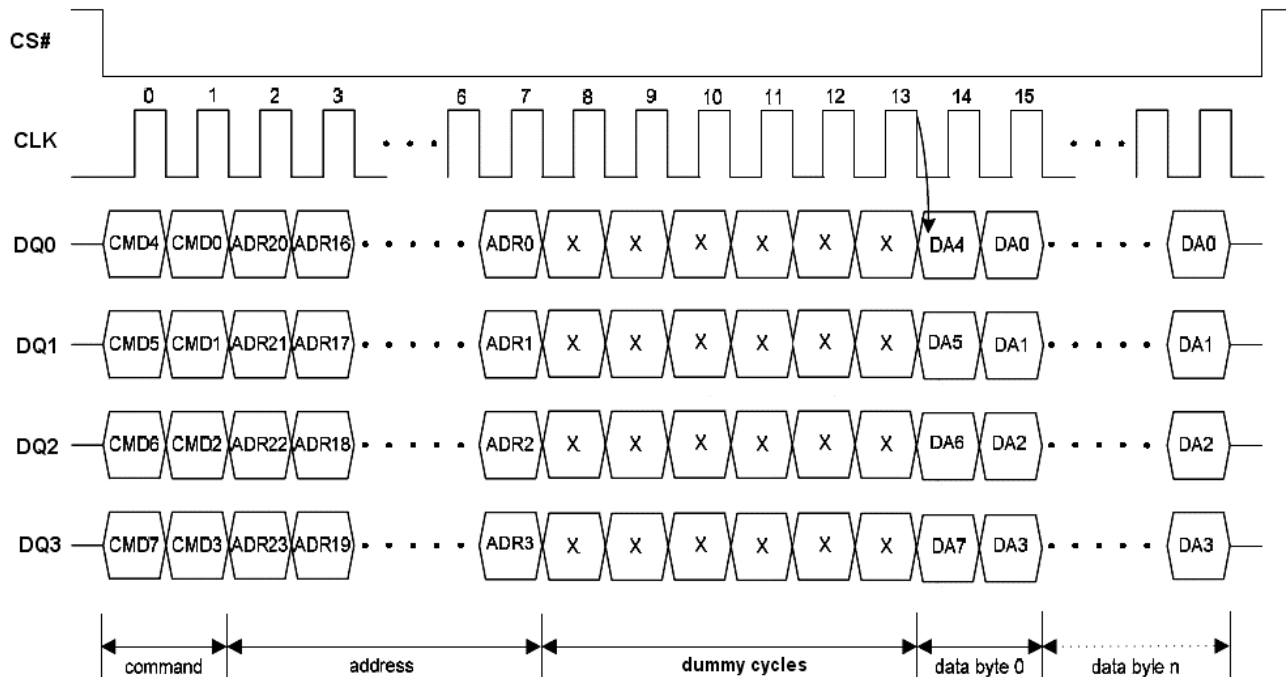 CS#
0 1 2 3 6 7 8 9 10 11 12 13 14 15
CLK
DQ0 CMD4 CMD0 ADR20 ADR16 ADR0 X X X X X X DA4 DA0 DA0
DQ1 CMD5 CMD1 ADR21 ADR17 ADR1 X X X X X X DA5 DA1 DA1
DQ2 CMD6 CMD2 ADR22 ADR18 ADR2 X X X X X X DA6 DA2 DA2
DQ3 CMD7 CMD3 ADR23 ADR19 ADR3 X X X X X X DA7 DA3 DA3
command address dummy cycles data byte 0 data byle n